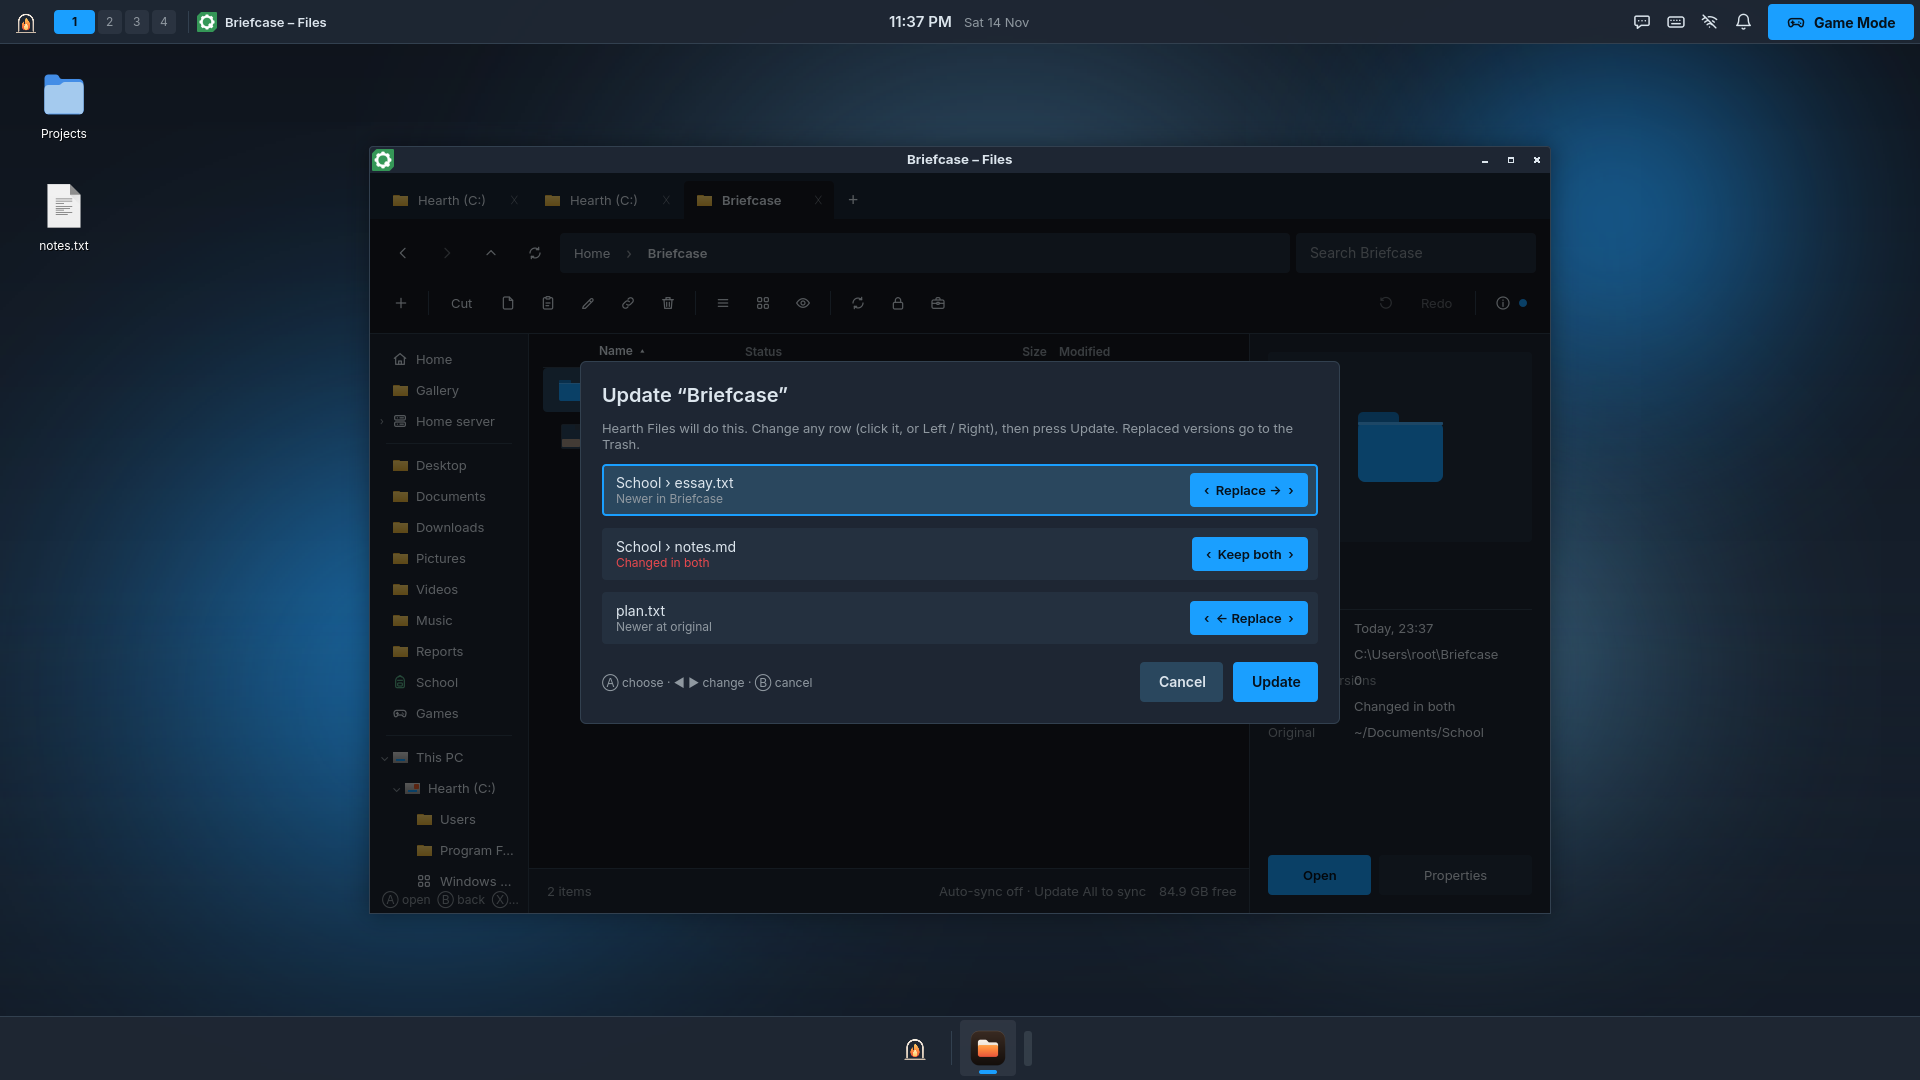 1 2 3 4 Briefcase – Files 11:37 PM Sat 14 Nov Game Mode
Projects
notes.txt
Briefcase – Files
Hearth (C:) X Hearth (C:) X Briefcase X +
Home › Briefcase Search Briefcase
Cut Redo
Name Status Size Modified
Home
Gallery
Home server
Desktop
Documents
Downloads
Pictures
Videos
Music
Reports
School
Games
This PC
Hearth (C:)
Users
Program F...
Windows ...
A open B back X...
Update “Briefcase”
Hearth Files will do this. Change any row (click it, or Left / Right), then press Update. Replaced versions go to the
Trash.
School › essay.txt
Newer in Briefcase
‹ Replace → ›
School › notes.md
Changed in both
‹ Keep both ›
plan.txt
Newer at original
‹ ← Replace ›
A choose · ◀ ▶ change · B cancel
Cancel Update
Today, 23:37
C:\Users\root\Briefcase
0
Changed in both
Original ~/Documents/School
Open Properties
2 items Auto-sync off · Update All to sync 84.9 GB free